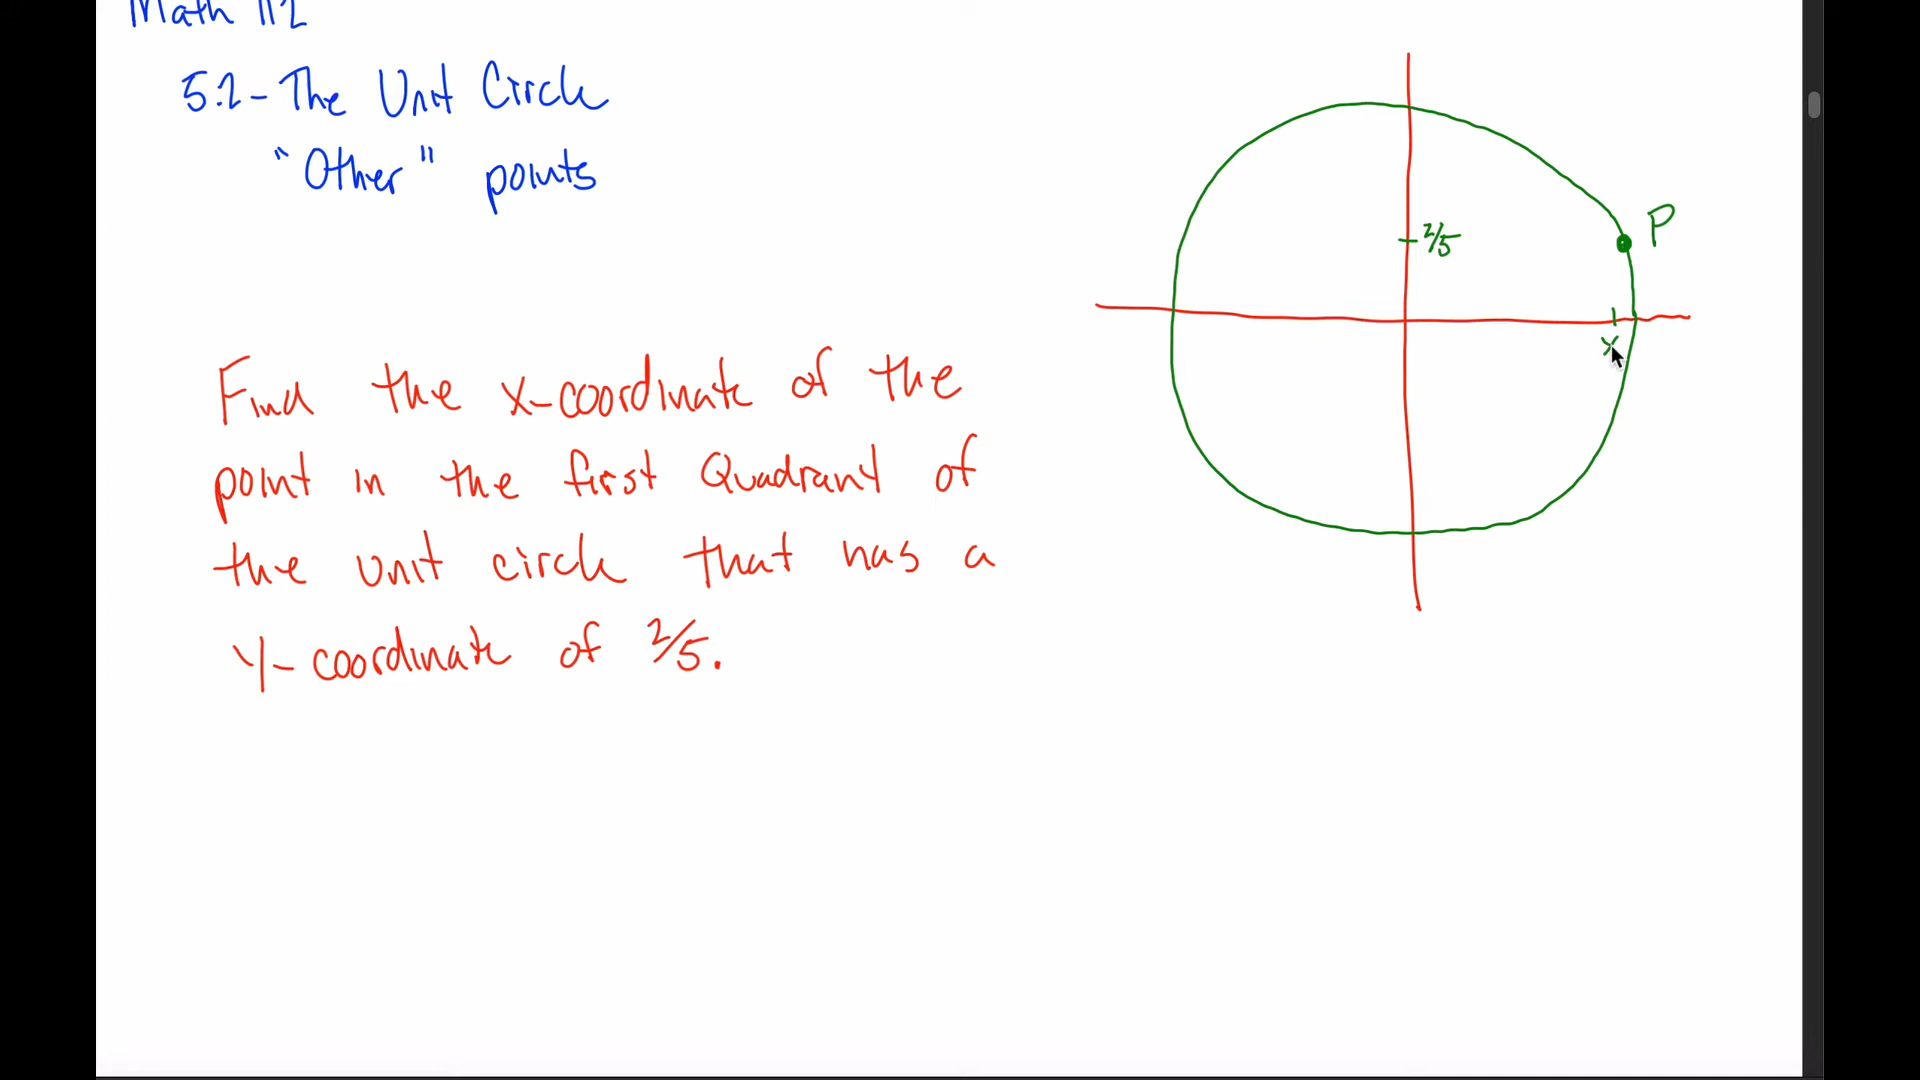 Math 112
5.2 - The Unit Circle
"Other" points
2/5
P
x
Find the x-coordinate of the
point in the first Quadrant of
the unit circle that has a
Y-coordinate of 2/5.